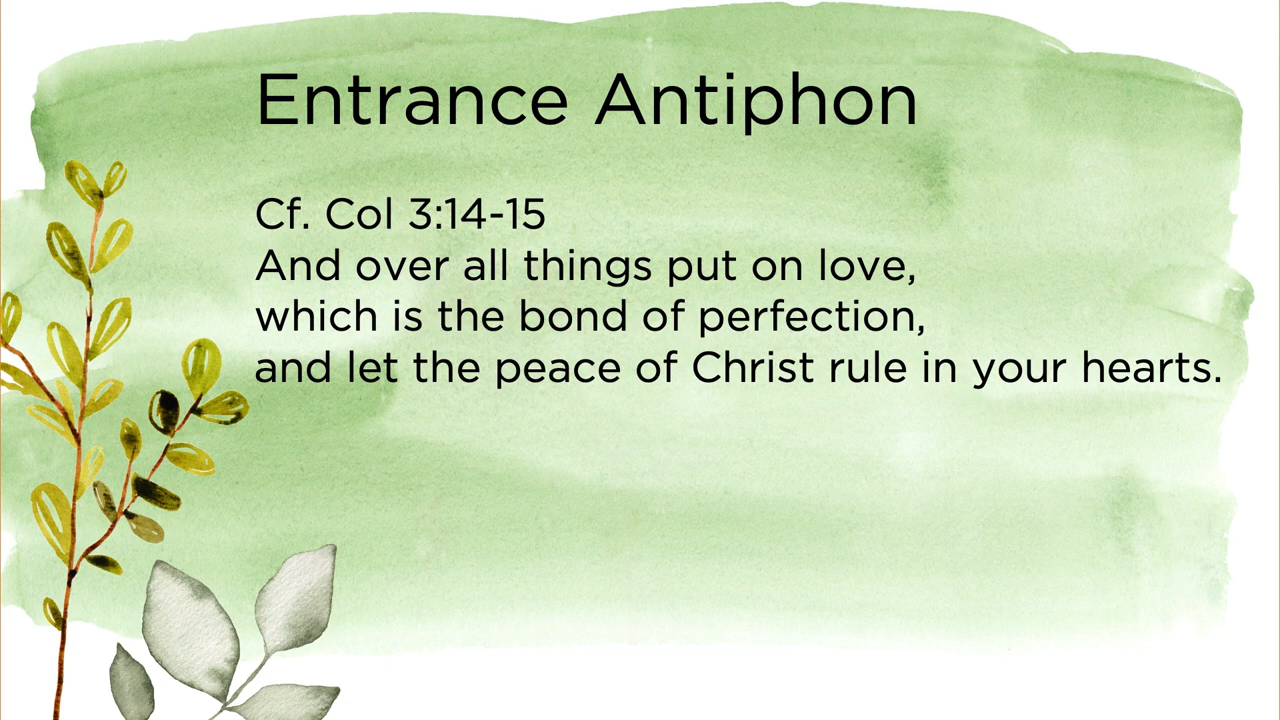 Entrance Antiphon
Cf. Col 3:14-15
And over all things put on love,
which is the bond of perfection,
and let the peace of Christ rule in your hearts.